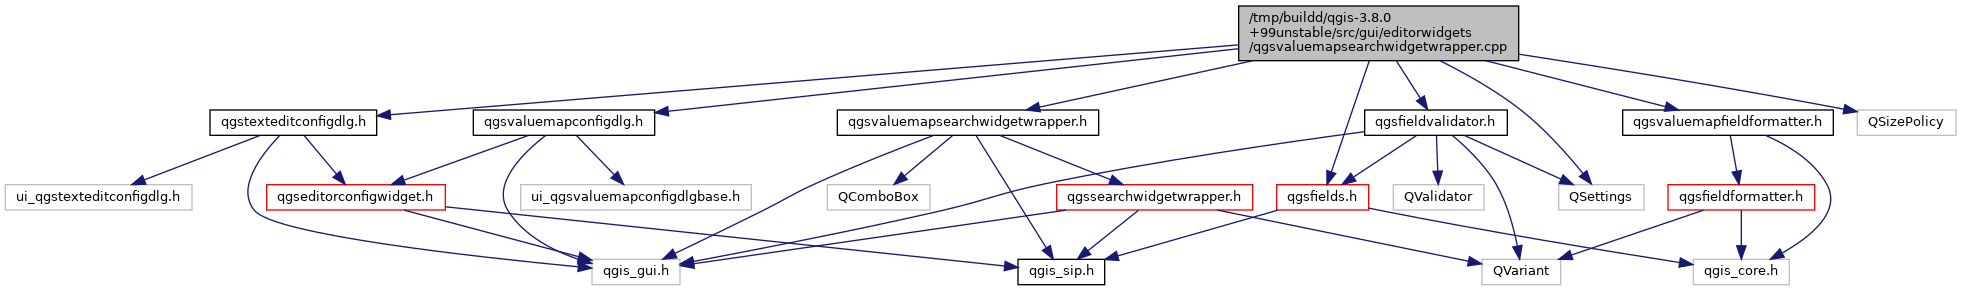 /tmp/buildd/qgis-3.8.0
+99unstable/src/gui/editorwidgets
/qgsvaluemapsearchwidgetwrapper.cpp
qgstexteditconfigdlg.h
qgsvaluemapconfigdlg.h
qgsvaluemapsearchwidgetwrapper.h
qgsfieldvalidator.h
qgsvaluemapfieldformatter.h
QSizePolicy
ui_qgstexteditconfigdlg.h
qgseditorconfigwidget.h
ui_qgsvaluemapconfigdlgbase.h
QComboBox
qgssearchwidgetwrapper.h
qgsfields.h
QValidator
QSettings
qgsfieldformatter.h
qgis_gui.h
qgis_sip.h
QVariant
qgis_core.h